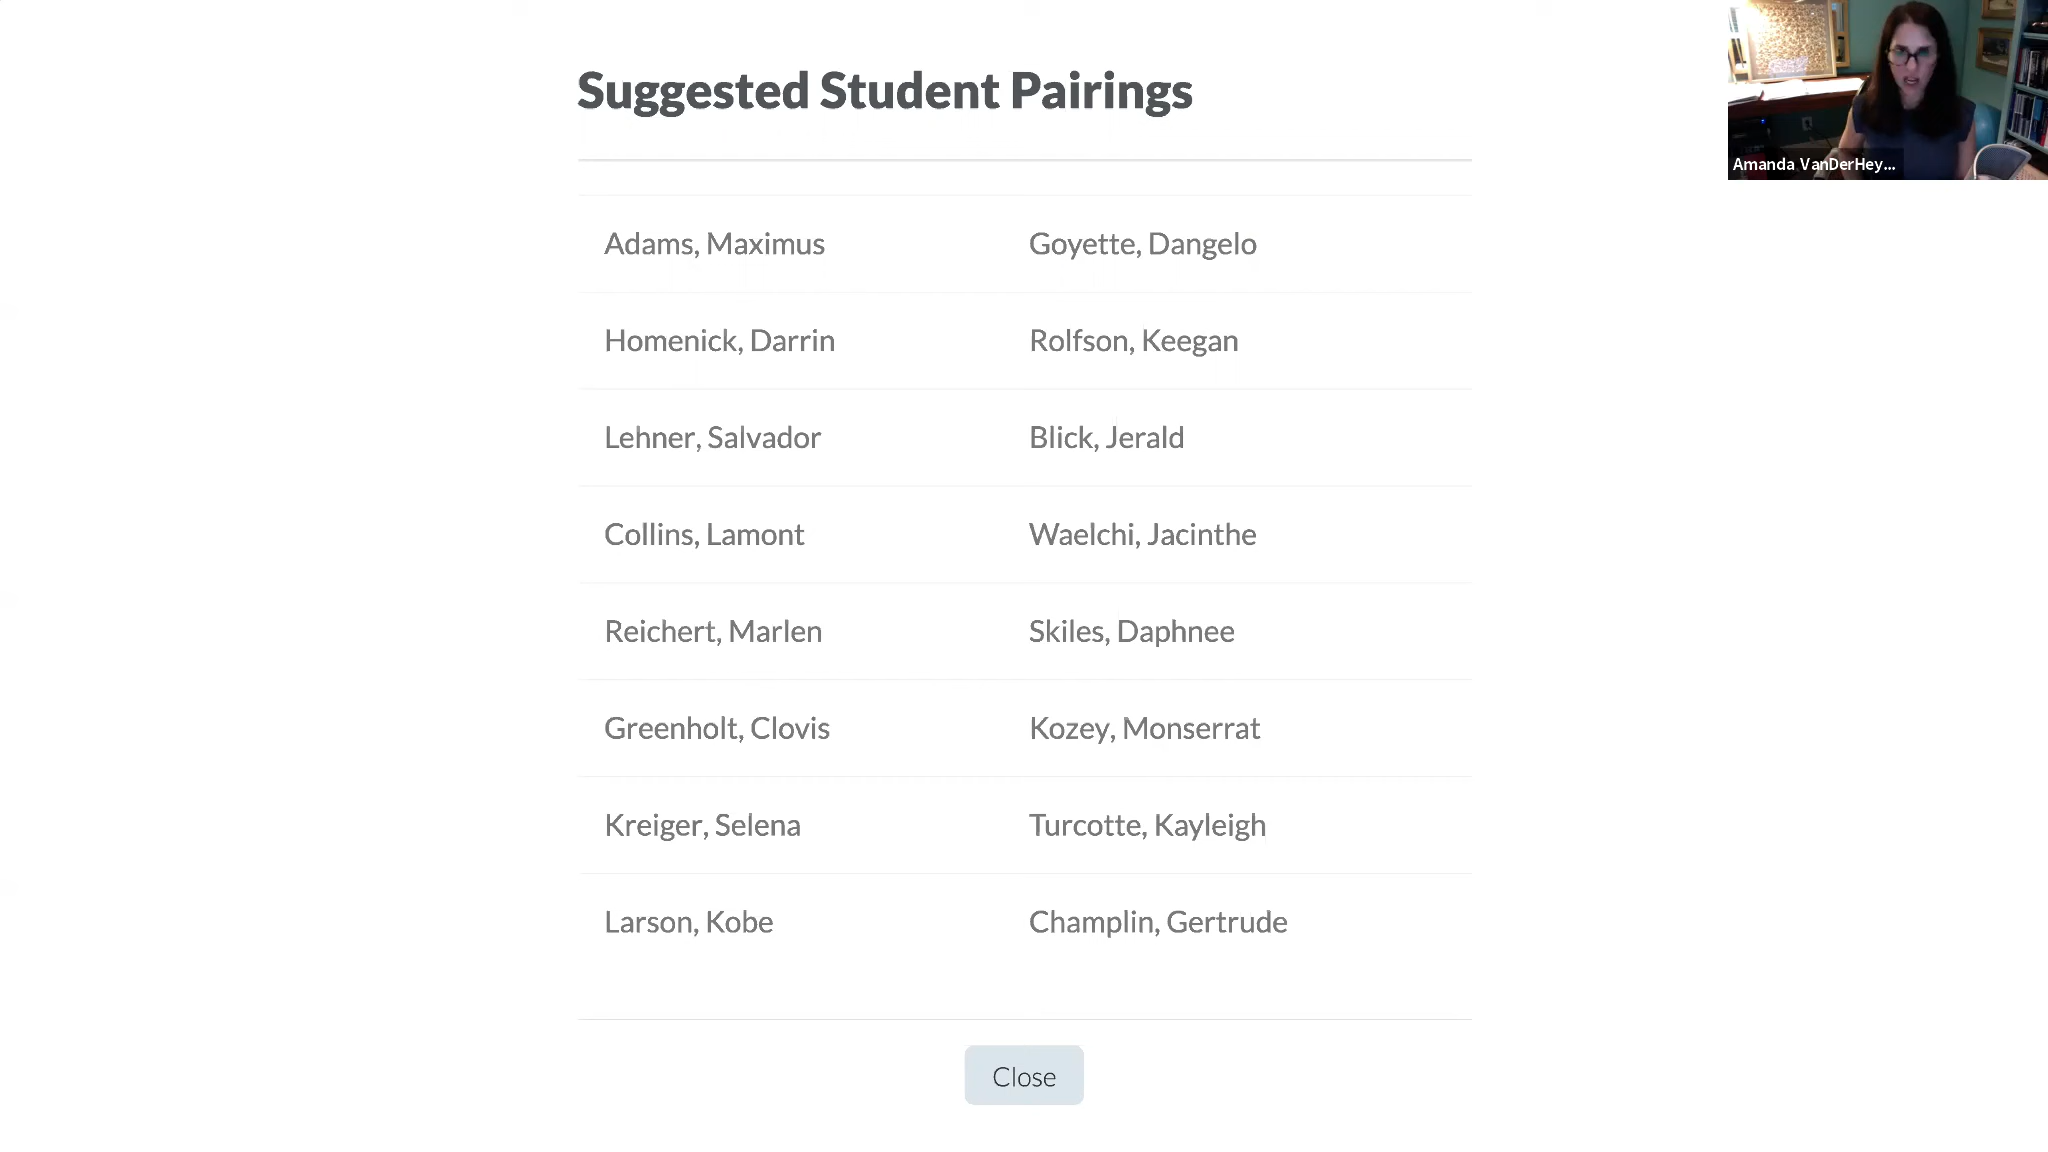 Suggested Student Pairings
Adams, Maximus Goyette, Dangelo
Homenick, Darrin Rolfson, Keegan
Lehner, Salvador Blick, Jerald
Collins, Lamont Waelchi, Jacinthe
Reichert, Marlen Skiles, Daphnee
Greenholt, Clovis Kozey, Monserrat
Kreiger, Selena Turcotte, Kayleigh
Larson, Kobe Champlin, Gertrude
Close
Amanda VanDerHey...